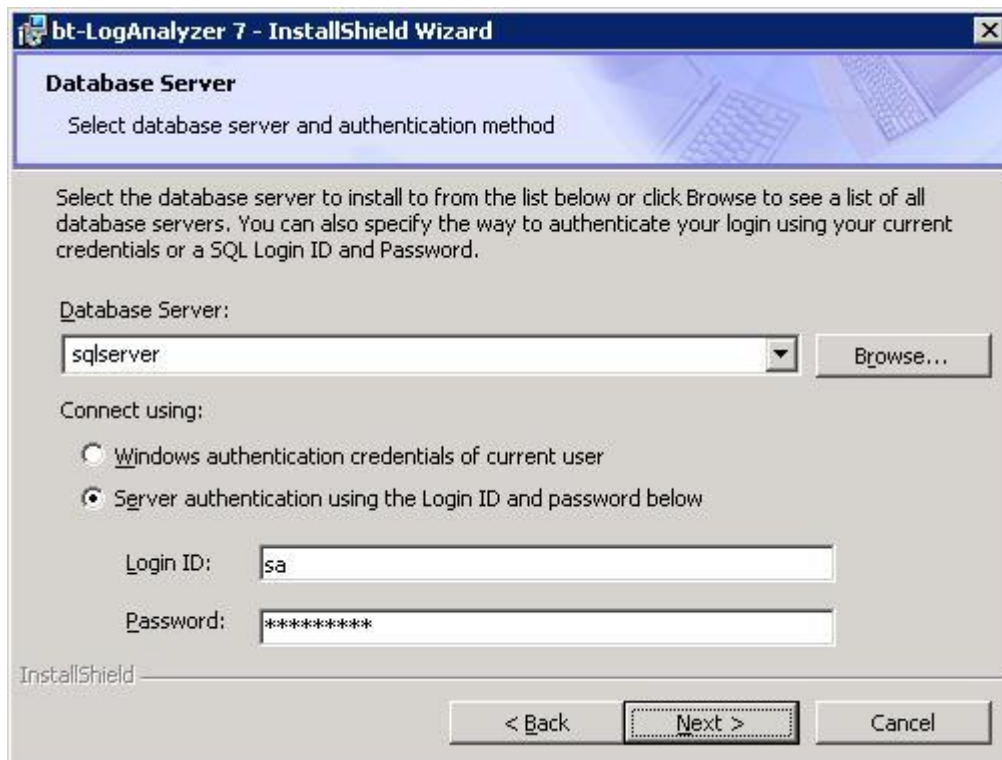 bt-LogAnalyzer 7 - InstallShield Wizard
Database Server
Select database server and authentication method
Select the database server to install to from the list below or click Browse to see a list of all
database servers. You can also specify the way to authenticate your login using your current
credentials or a SQL Login ID and Password.
Database Server:
sqlserver
Browse...
Connect using:
Windows authentication credentials of current user
Server authentication using the Login ID and password below
Login ID:
sa
Password:
*********
InstallShield
< Back
Next >
Cancel